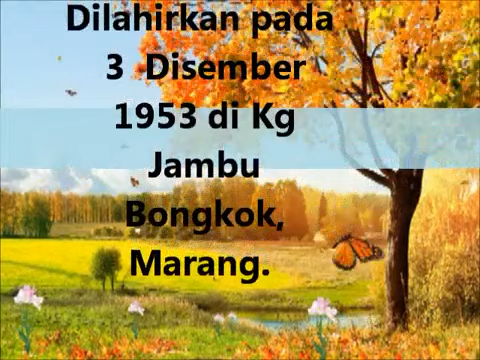 Dilahirkan pada
3 Disember
1953 di Kg
Jambu
Bongkok,
Marang.